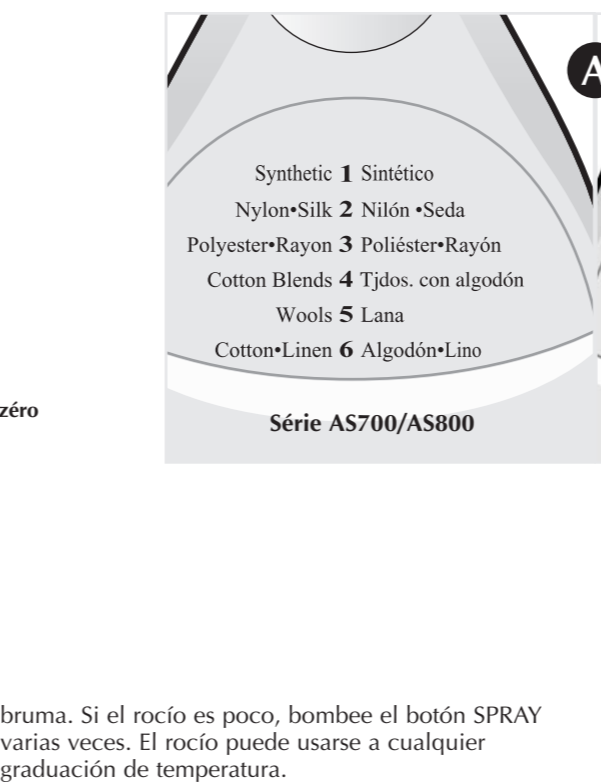 A
Synthetic 1 Sintético
Nylon•Silk 2 Nilón •Seda
Polyester•Rayon 3 Poliéster•Rayón
Cotton Blends 4 Tjdos. con algodón
Wools 5 Lana
Cotton•Linen 6 Algodón•Lino
zéro
Série AS700/AS800
bruma. Si el rocío es poco, bombee el botón SPRAY
varias veces. El rocío puede usarse a cualquier
graduación de temperatura.